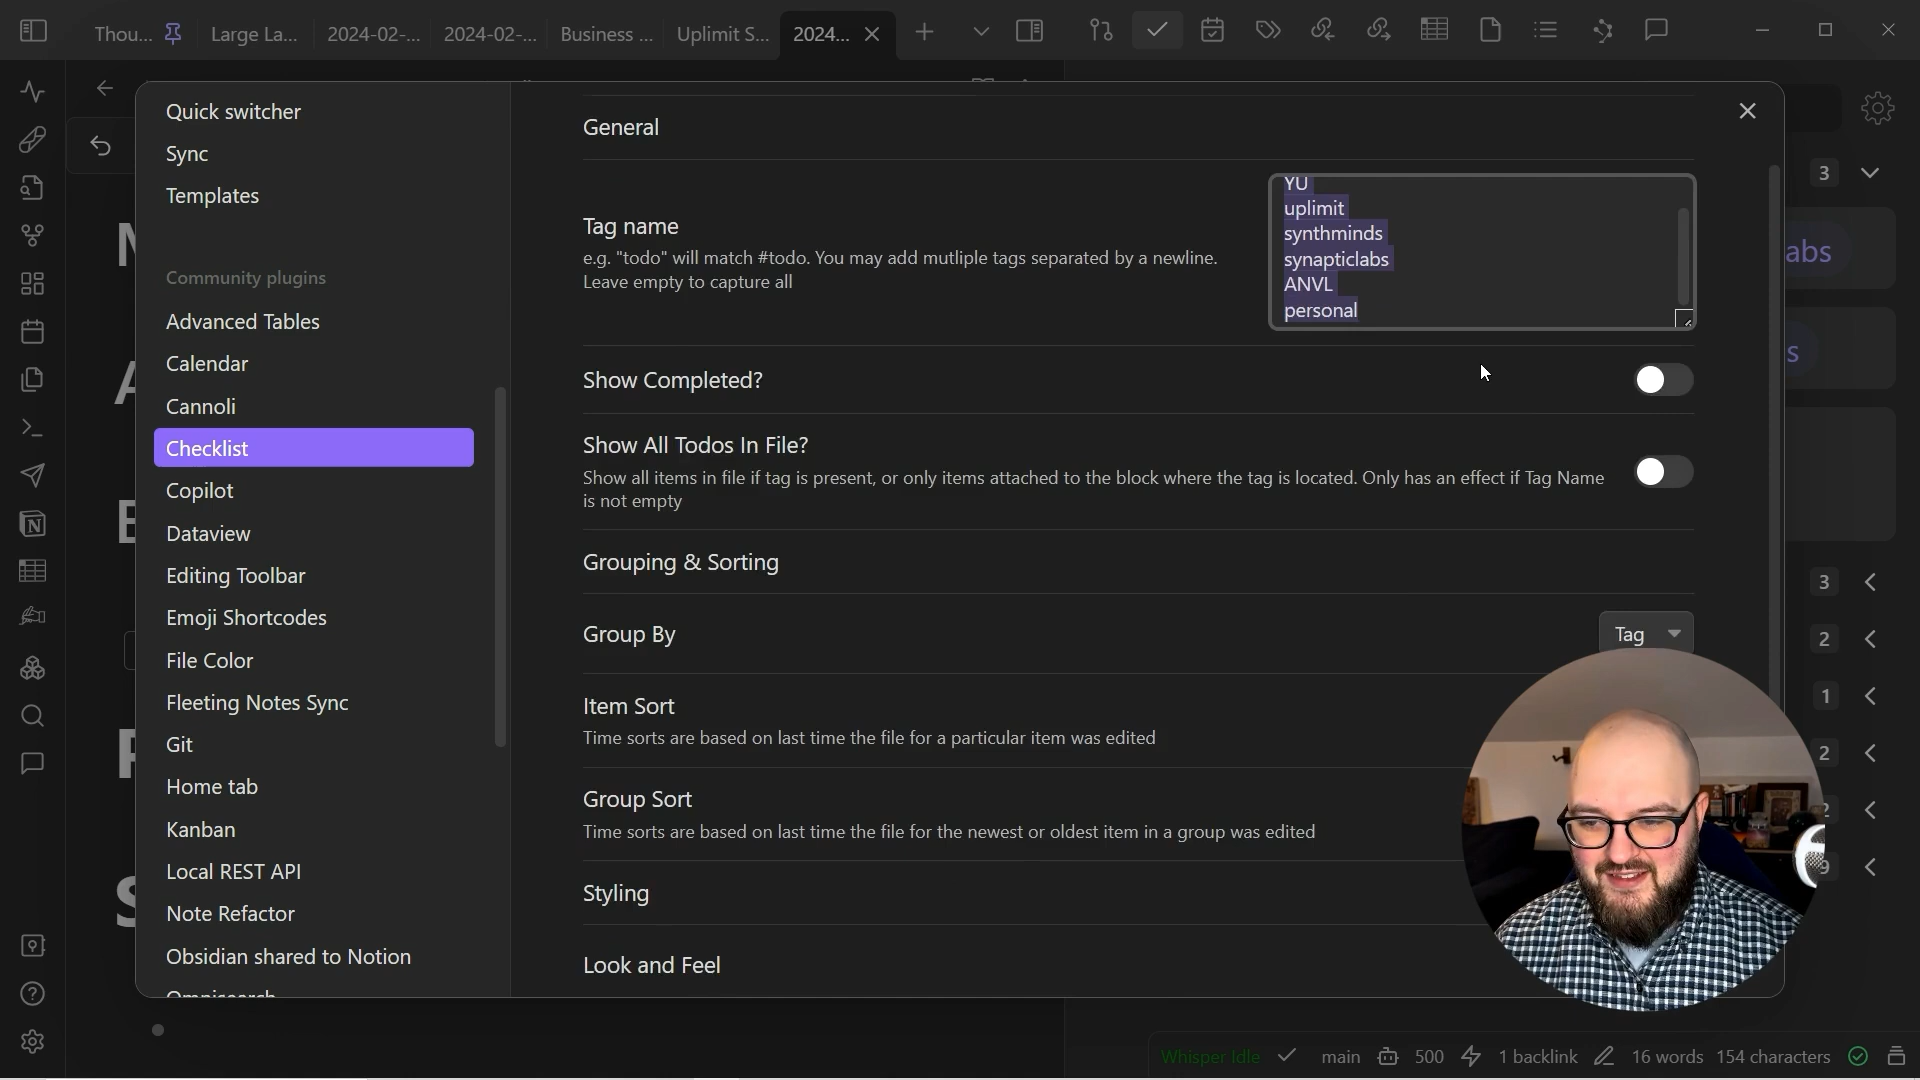 Thou...
Large La...
2024-02-...
2024-02-...
Business ...
Uplimit S...
2024...
Quick switcher
Sync
Templates
Community plugins
Advanced Tables
Calendar
Cannoli
Checklist
Copilot
Dataview
Editing Toolbar
Emoji Shortcodes
File Color
Fleeting Notes Sync
Git
Home tab
Kanban
Local REST API
Note Refactor
Obsidian shared to Notion
Omnisearch
General
Tag name
e.g. "todo" will match #todo. You may add mutliple tags separated by a newline.
Leave empty to capture all
YU
uplimit
synthminds
synapticlabs
ANVL
personal
Show Completed?
Show All Todos In File?
Show all items in file if tag is present, or only items attached to the block where the tag is located. Only has an effect if Tag Name
is not empty
Grouping & Sorting
Group By
Tag
Item Sort
Time sorts are based on last time the file for a particular item was edited
Group Sort
Time sorts are based on last time the file for the newest or oldest item in a group was edited
Styling
Look and Feel
3
abs
s
3
2
1
2
2
9
Whisper Idle
main
500
1 backlink
16 words
154 characters